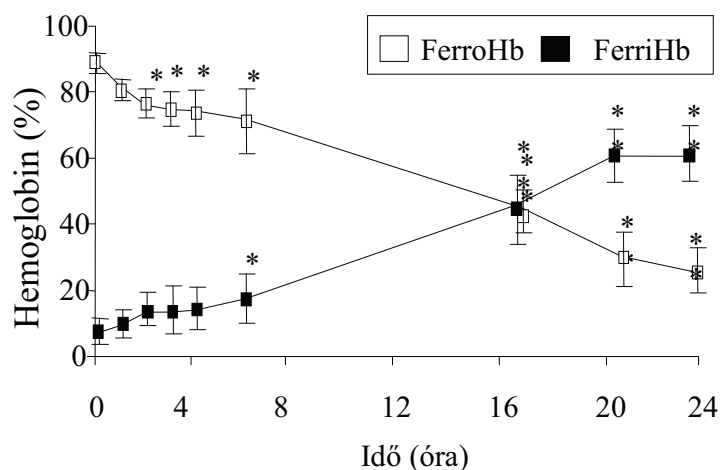 100
80
60
40
20
0
Hemoglobin (%)
FerroHb FerriHb
* * * *
*
* * * *
* *
* *
* *
* *
0 4 8 12 16 20 24
Idő (óra)